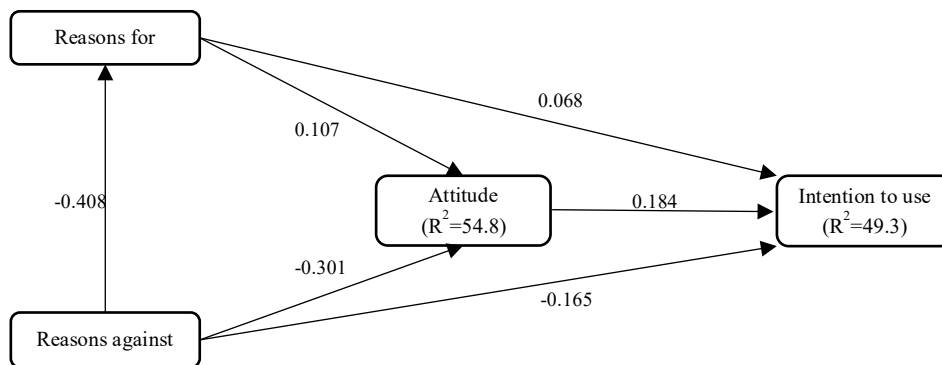 Reasons for
0.068
0.107
Attitude
(R²=54.8)
0.184
Intention to use
(R²=49.3)
-0.408
-0.301
-0.165
Reasons against